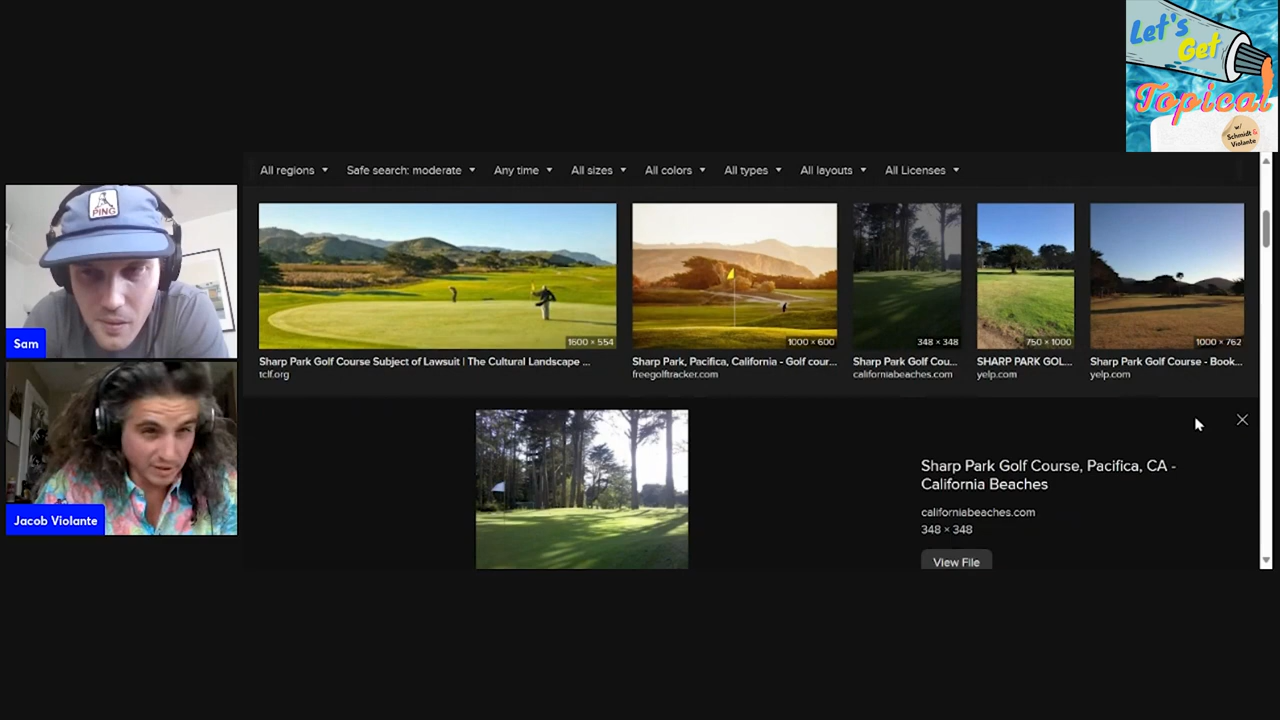 Let's
Get
Topical
w/
Schmidt &
Violante
All regions
Safe search: moderate
Any time
All sizes
All colors
All types
All layouts
All Licenses
PING
Sam
Jacob Violante
1600 × 554
1000 × 600
348 × 348
750 × 1000
1000 × 762
Sharp Park Golf Course Subject of Lawsuit | The Cultural Landscape ...
tclf.org
Sharp Park, Pacifica, California - Golf cour...
freegolftracker.com
Sharp Park Golf Cou...
californiabeaches.com
SHARP PARK GOL...
yelp.com
Sharp Park Golf Course - Book...
yelp.com
Sharp Park Golf Course, Pacifica, CA -
California Beaches
californiabeaches.com
348 × 348
View File